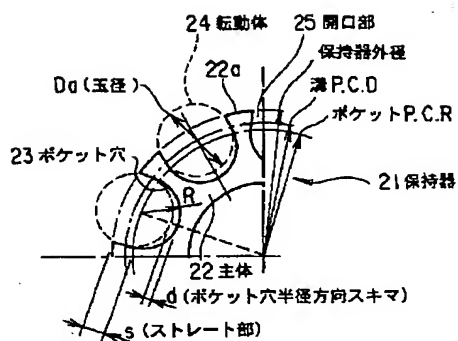 24 転動体
25 開口部
22a
保持器外径
溝P.C.D
Da (玉径)
ポケットP.C.R
23 ポケット穴
R
21 保持器
22 主体
d (ポケット穴半径方向スキマ)
s (ストレート部)